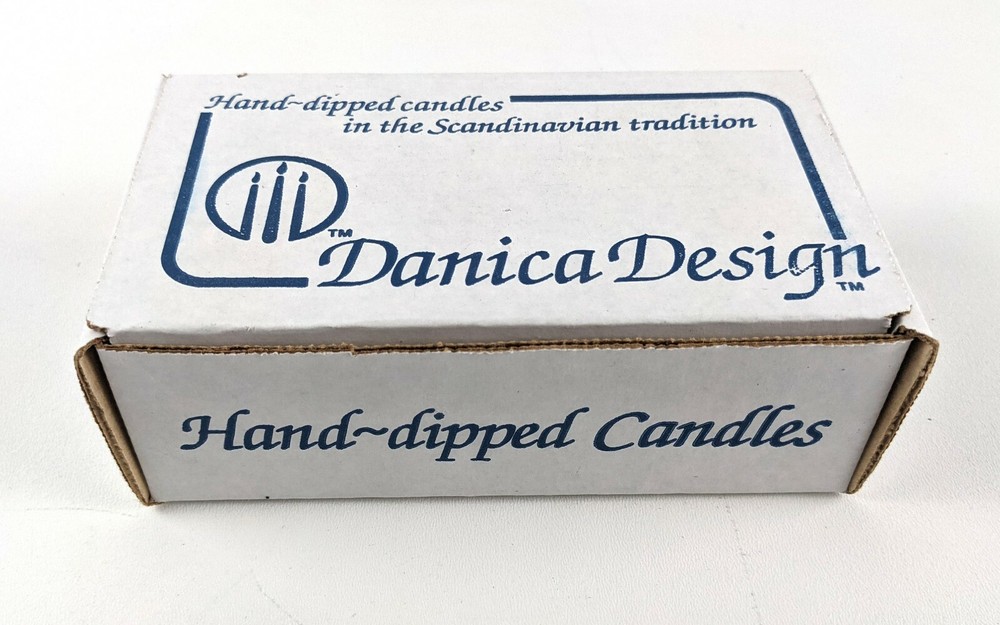 Hand~dipped candles
in the Scandinavian tradition
™
Danica Design
™
Hand~dipped Candles